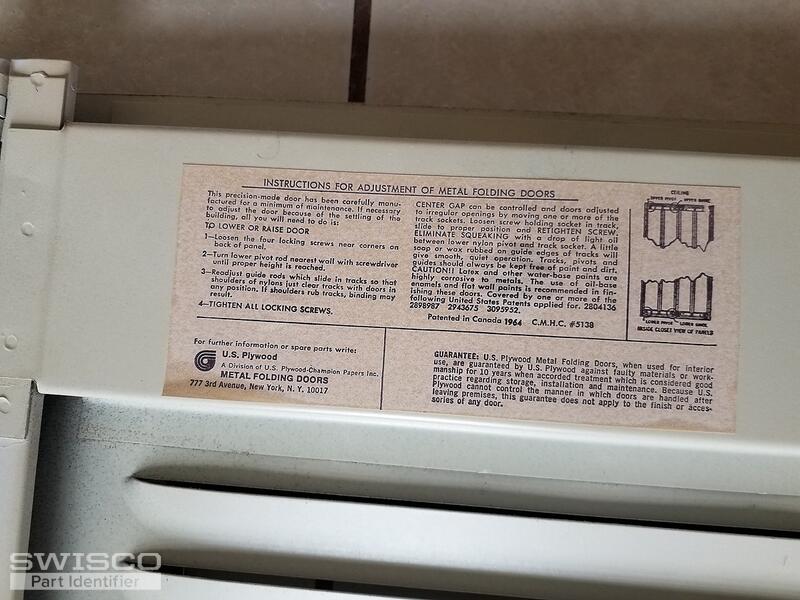 INSTRUCTIONS FOR ADJUSTMENT OF METAL FOLDING DOORS
This precision-made door has been carefully manu-
factured for a minimum of maintenance. If necessary
to adjust the door because of the settling of the
building, all you will need to do is:
TO LOWER OR RAISE DOOR
1—Loosen the four locking screws near corners on
back of panel.
2—Turn lower pivot rod nearest wall with screwdriver
until proper height is reached.
3—Readjust guide rods which slide in tracks so that
shoulders of nylons just clear tracks with doors in
any position. If shoulders rub tracks, binding may
result.
4—TIGHTEN ALL LOCKING SCREWS.
CENTER GAP can be controlled and doors adjusted
to irregular openings by moving one or more of the
track sockets. Loosen screw holding socket in track,
slide to proper position and RETIGHTEN SCREW.
ELIMINATE SQUEAKING with a drop of light oil
between lower nylon pivot and track socket. A little
soap or wax rubbed on guide edges of tracks will
give smooth, quiet operation. Tracks, pivots and
guides should always be kept free of paint and dirt.
CAUTION!! Latex and other water-base paints are
highly corrosive to metals. The use of oil-base
enamels and flat wall paints is recommended in fin-
ishing these doors. Covered by one or more of the
following United States Patents applied for. 2804136
2898987 2943675 3095952.
Patented in Canada 1964 C.M.H.C. #5138
CEILING
UPPER PIVOT UPPER GUIDE
LOWER PIVOT LOWER GUIDE
INSIDE CLOSET VIEW OF PANELS
For further information or spare parts write:
U.S. Plywood
A Division of U.S. Plywood-Champion Papers Inc.
METAL FOLDING DOORS
777 3rd Avenue, New York, N. Y. 10017
GUARANTEE: U.S. Plywood Metal Folding Doors, when used for interior
use, are guaranteed by U.S. Plywood against faulty materials or work-
manship for 10 years when accorded treatment which is considered good
practice regarding storage, installation and maintenance. Because U.S.
Plywood cannot control the manner in which doors are handled after
leaving premises, this guarantee does not apply to the finish or acces-
sories of any door.
SWISCO
Part Identifier